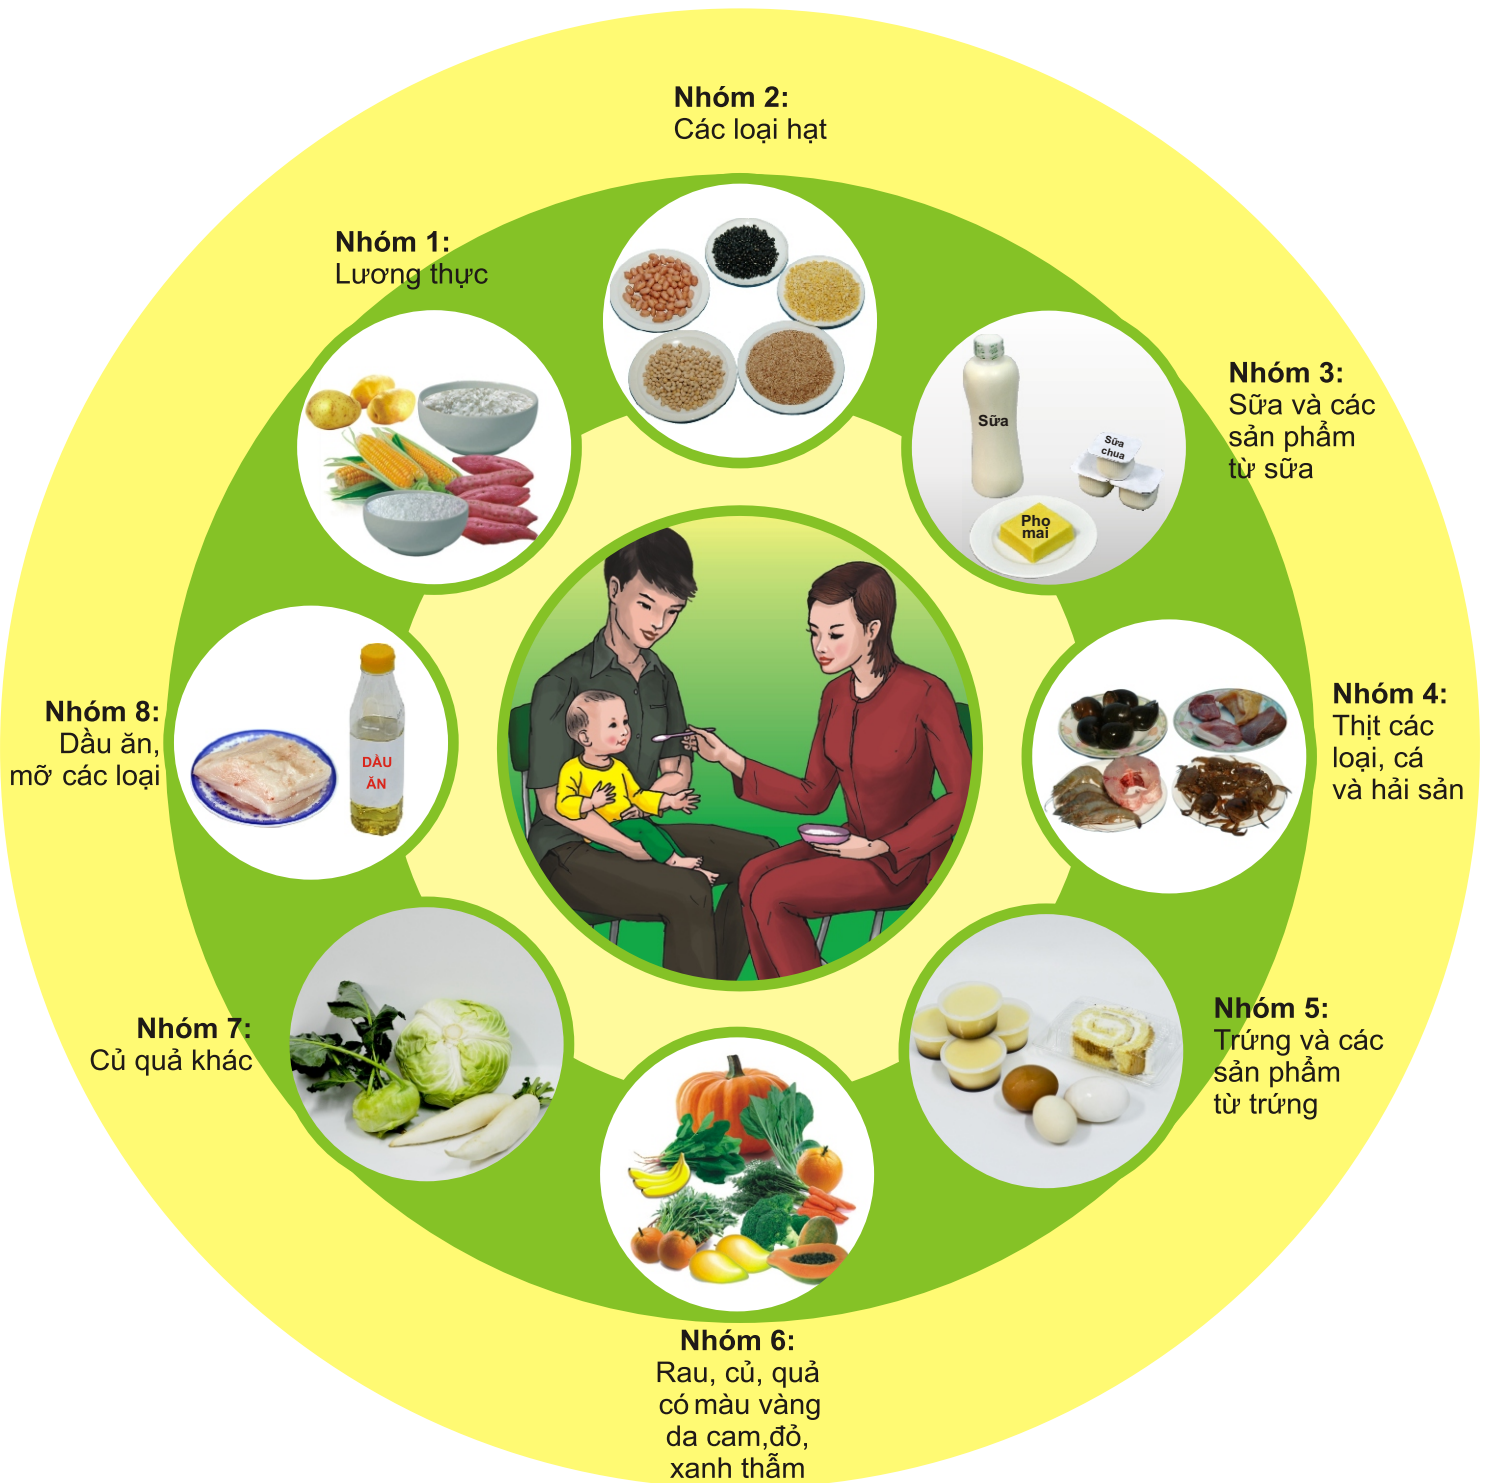 Nhóm 2:
Các loại hạt
Nhóm 1:
Lương thực
Nhóm 3:
Sữa và các
sản phẩm
từ sữa
Sữa
Sữa
chua
Pho
mai
Nhóm 4:
Thịt các
loại, cá
và hải sản
Nhóm 8:
Dầu ăn,
mỡ các loại
DẦU
ĂN
Nhóm 5:
Trứng và các
sản phẩm
từ trứng
Nhóm 7:
Củ quả khác
Nhóm 6:
Rau, củ, quả
có màu vàng
da cam,đỏ,
xanh thẫm